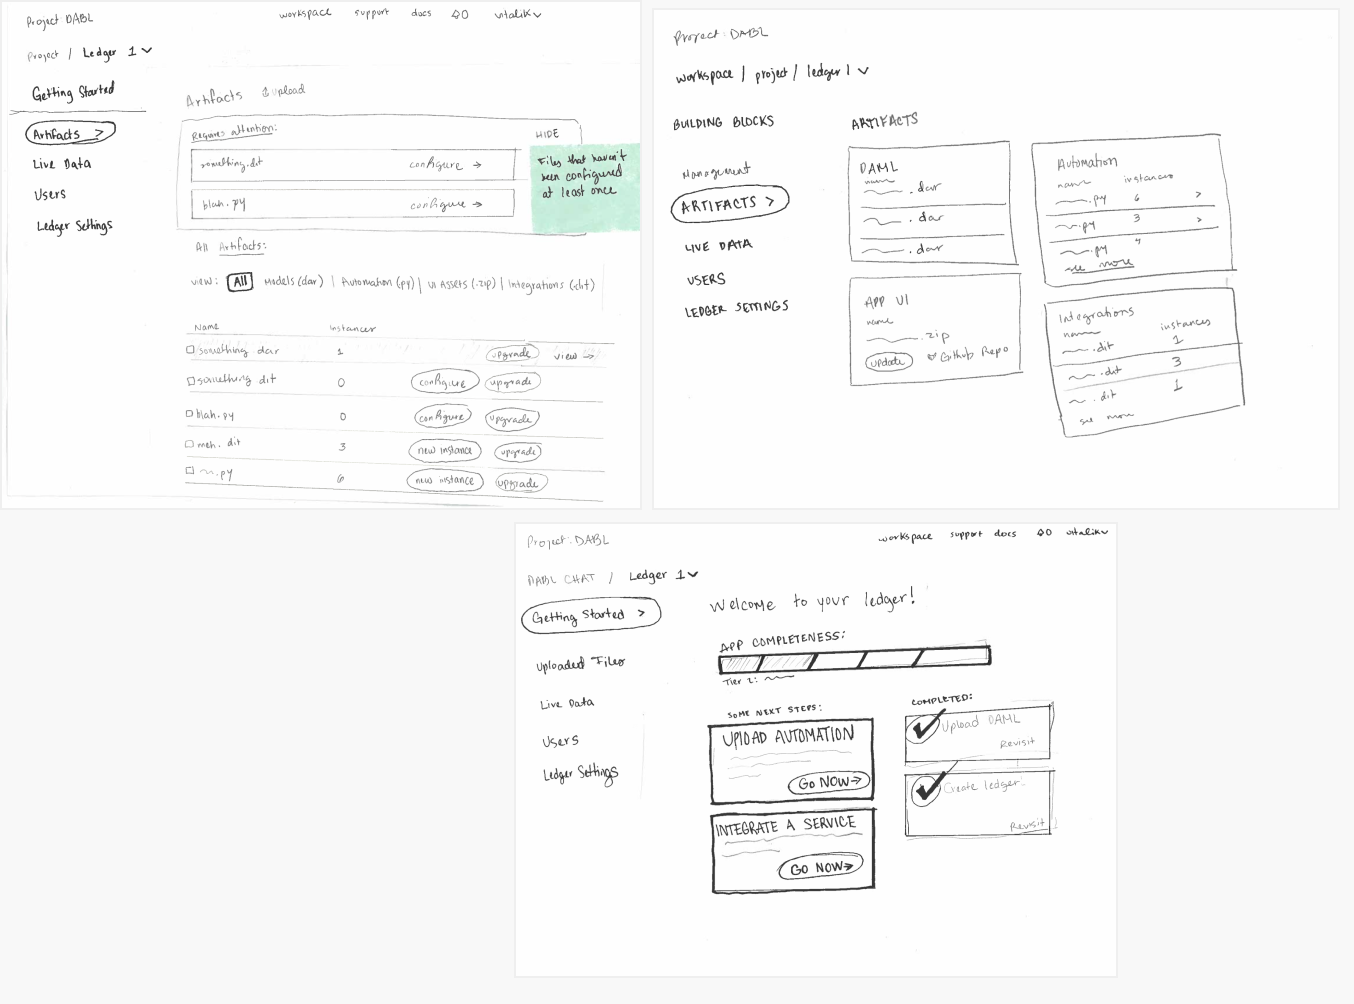 Project DABL
workspace support docs 0 vitalik
Project / Ledger 1
Getting Started
Artifacts >
Live Data
Users
Ledger Settings
Artifacts Upload
Requires attention:
HIDE
something.dit configure →
blah.py configure →
Files that haven't
been configured
at least once
All Artifacts:
view: All Models (dar) | Automation (py) | UI Assets (.zip) | Integrations (.dit)
Name Instances
something dar 1 upgrade view →
something dit 0 configure upgrade
blah.py 0 configure upgrade
meh. dit 3 new instance upgrade
.py 6 new instance upgrade
Project: DABL
workspace / project / ledger 1
BUILDING BLOCKS
Management
ARTIFACTS >
LIVE DATA
USERS
LEDGER SETTINGS
ARTIFACTS
DAML
name
.dar
.dar
.dar
Automation
name instances
.py 6 >
.py 3 >
.py
see more
APP UI
name
.zip
update Github Repo
Integrations
name instances
.dit 1
.dit 3
.dit 1
see more
Project: DABL
workspace support docs 0 vitalik
DABL CHAT / Ledger 1
Getting Started >
Uploaded Files
Live Data
Users
Ledger Settings
Welcome to your ledger!
APP COMPLETENESS:
Tier 2:
SOME NEXT STEPS:
UPLOAD AUTOMATION
GO NOW→
INTEGRATE A SERVICE
GO NOW→
COMPLETED:
Upload DAML
Revisit
Create ledger.
Revisit